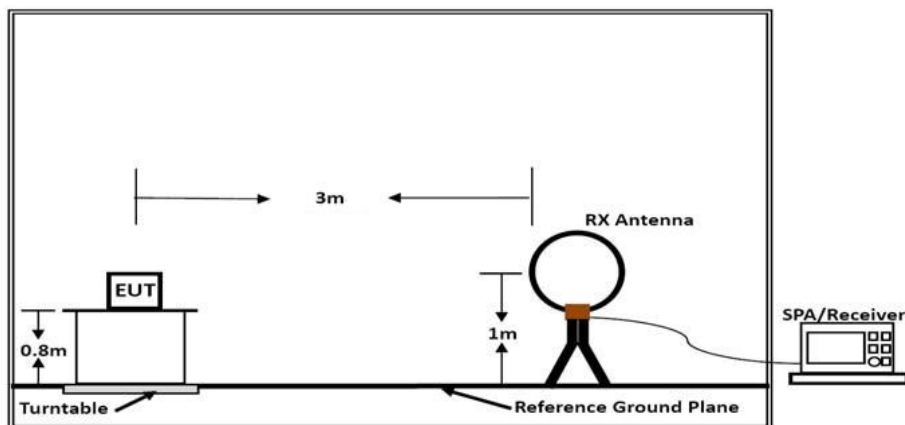 3m
RX Antenna
EUT
SPA/Receiver
0.8m
1m
Turntable
Reference Ground Plane